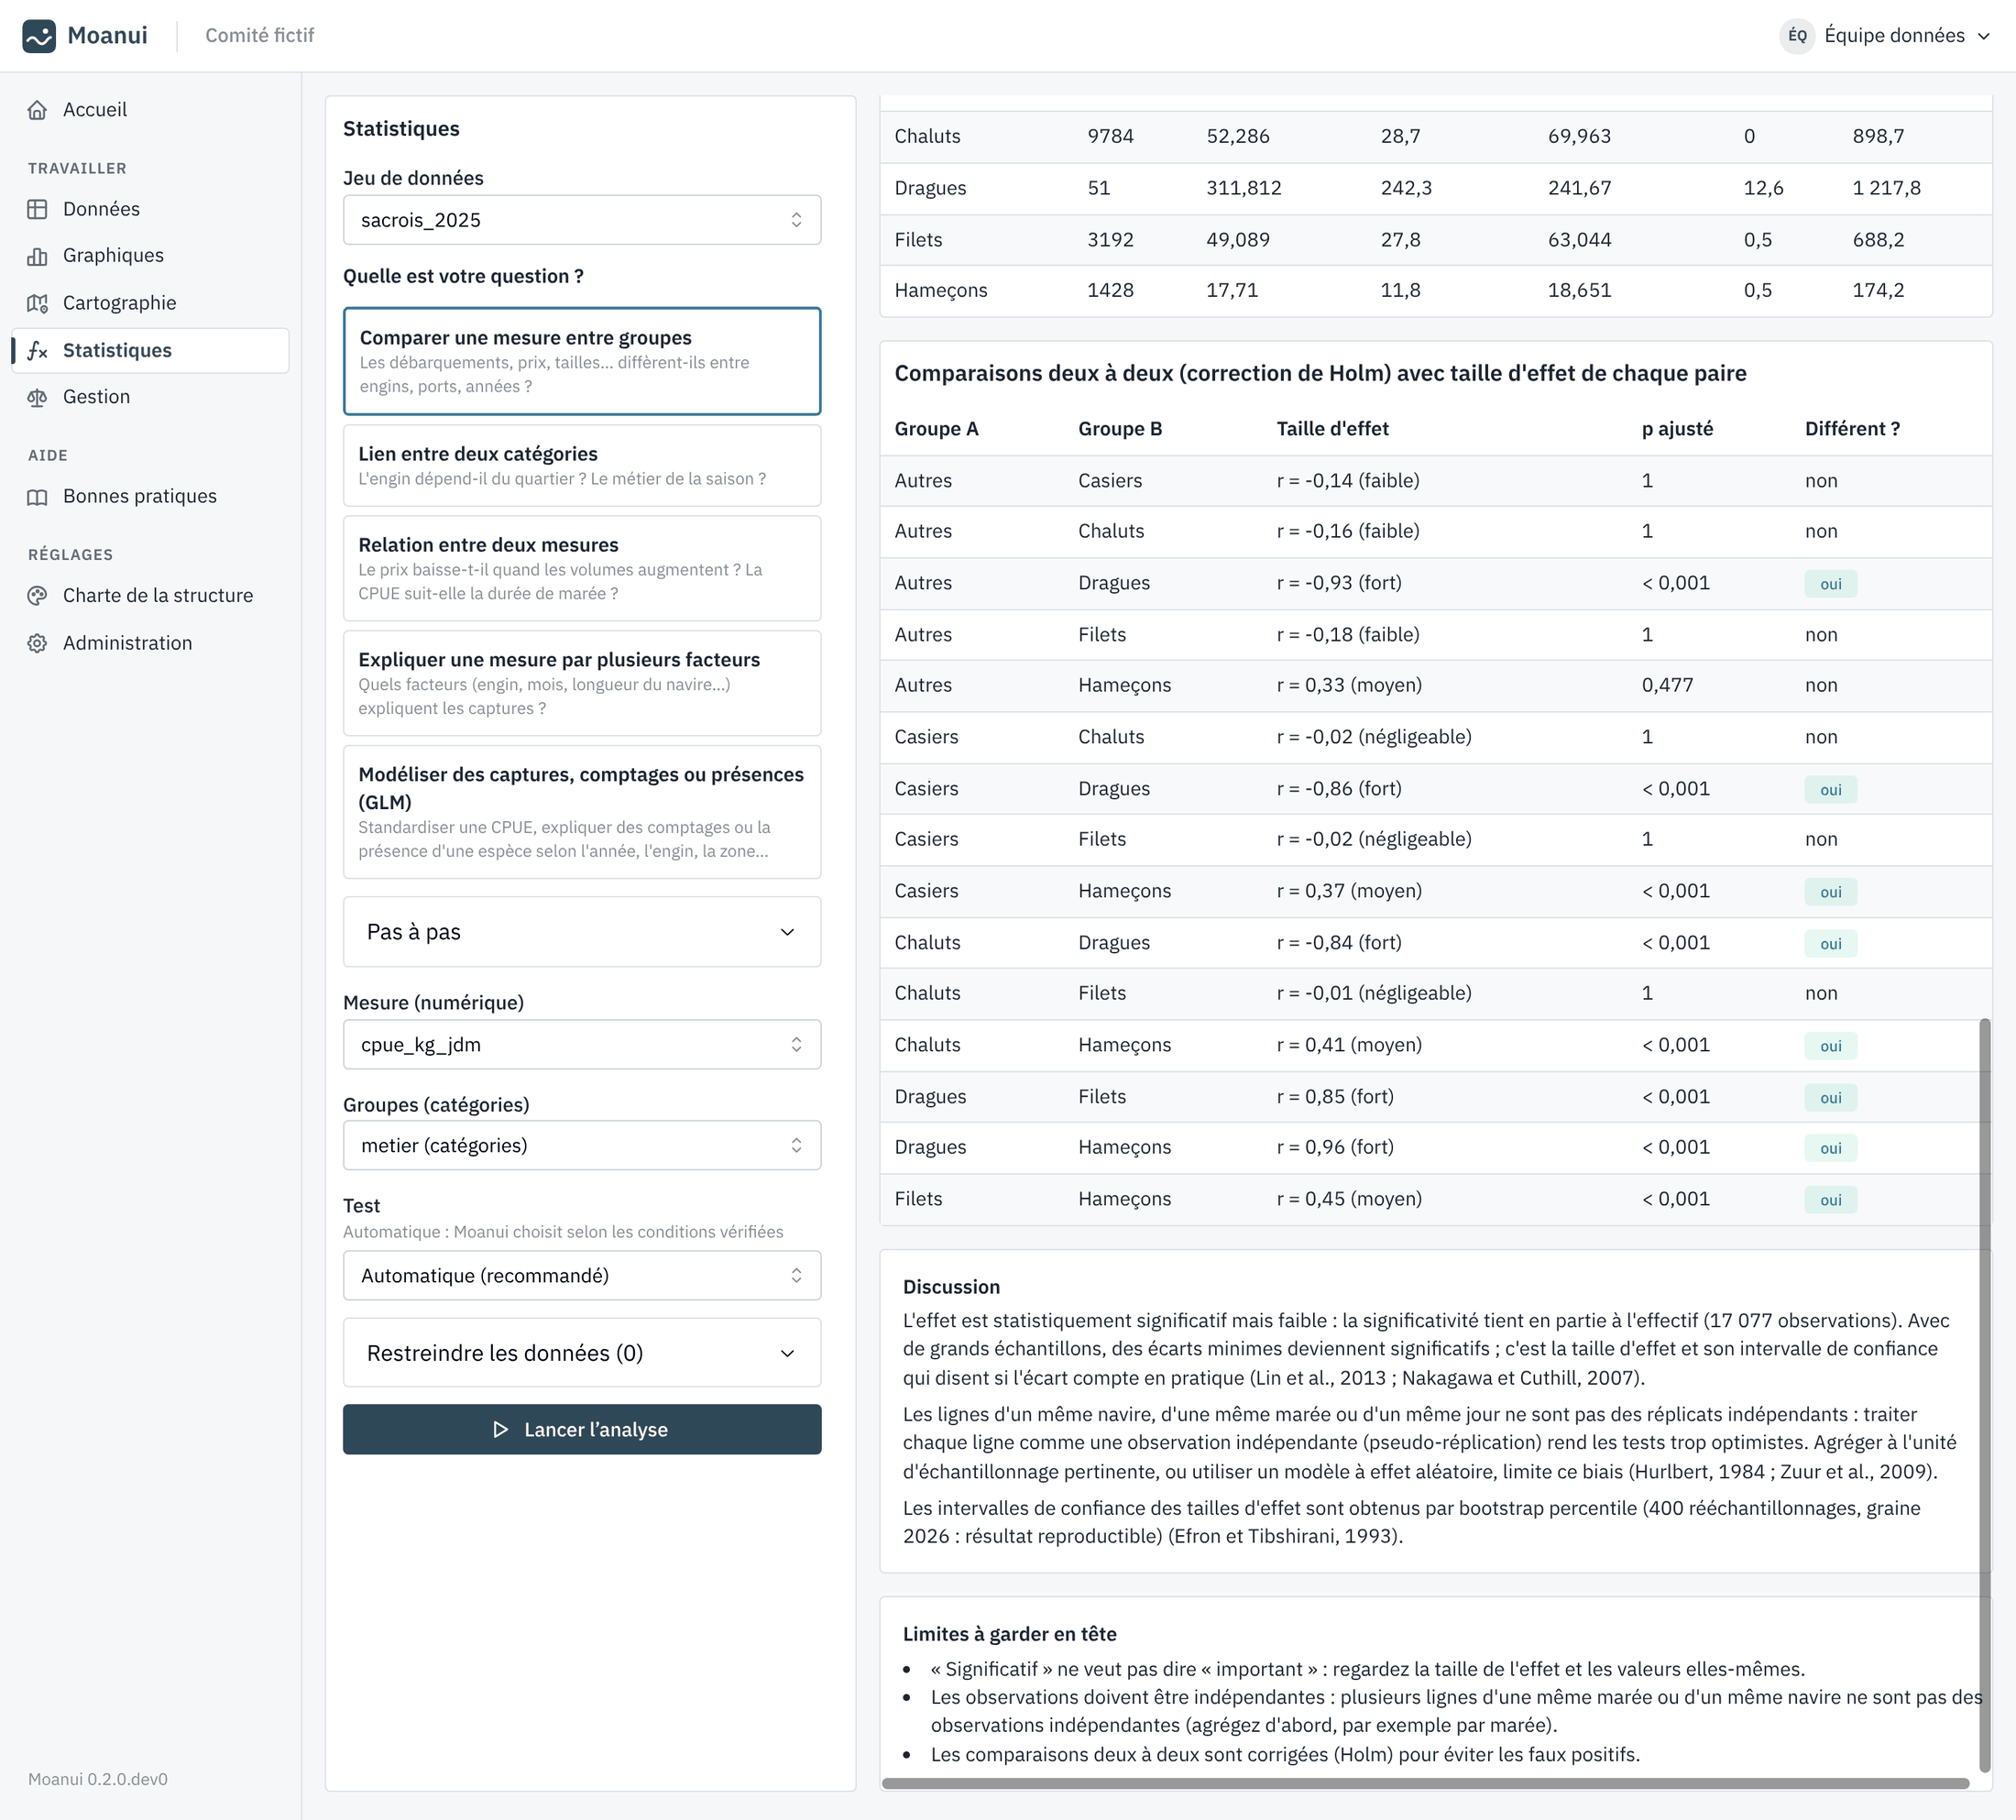 Moanui
Comité fictif
ÉQ Équipe données
Accueil
TRAVAILLER
Données
Graphiques
Cartographie
Statistiques
Gestion
AIDE
Bonnes pratiques
RÉGLAGES
Charte de la structure
Administration
Moanui 0.2.0.dev0
Statistiques
Jeu de données
sacrois_2025
Quelle est votre question ?
Comparer une mesure entre groupes
Les débarquements, prix, tailles... diffèrent-ils entre
engins, ports, années ?
Lien entre deux catégories
L'engin dépend-il du quartier ? Le métier de la saison ?
Relation entre deux mesures
Le prix baisse-t-il quand les volumes augmentent ? La
CPUE suit-elle la durée de marée ?
Expliquer une mesure par plusieurs facteurs
Quels facteurs (engin, mois, longueur du navire...)
expliquent les captures ?
Modéliser des captures, comptages ou présences
(GLM)
Standardiser une CPUE, expliquer des comptages ou la
présence d'une espèce selon l'année, l'engin, la zone...
Pas à pas
Mesure (numérique)
cpue_kg_jdm
Groupes (catégories)
metier (catégories)
Test
Automatique : Moanui choisit selon les conditions vérifiées
Automatique (recommandé)
Restreindre les données (0)
Lancer l’analyse
Chaluts 9784 52,286 28,7 69,963 0 898,7
Dragues 51 311,812 242,3 241,67 12,6 1 217,8
Filets 3192 49,089 27,8 63,044 0,5 688,2
Hameçons 1428 17,71 11,8 18,651 0,5 174,2
Comparaisons deux à deux (correction de Holm) avec taille d'effet de chaque paire
Groupe A Groupe B Taille d'effet p ajusté Différent ?
Autres Casiers r = -0,14 (faible) 1 non
Autres Chaluts r = -0,16 (faible) 1 non
Autres Dragues r = -0,93 (fort) < 0,001 oui
Autres Filets r = -0,18 (faible) 1 non
Autres Hameçons r = 0,33 (moyen) 0,477 non
Casiers Chaluts r = -0,02 (négligeable) 1 non
Casiers Dragues r = -0,86 (fort) < 0,001 oui
Casiers Filets r = -0,02 (négligeable) 1 non
Casiers Hameçons r = 0,37 (moyen) < 0,001 oui
Chaluts Dragues r = -0,84 (fort) < 0,001 oui
Chaluts Filets r = -0,01 (négligeable) 1 non
Chaluts Hameçons r = 0,41 (moyen) < 0,001 oui
Dragues Filets r = 0,85 (fort) < 0,001 oui
Dragues Hameçons r = 0,96 (fort) < 0,001 oui
Filets Hameçons r = 0,45 (moyen) < 0,001 oui
Discussion
L'effet est statistiquement significatif mais faible : la significativité tient en partie à l'effectif (17 077 observations). Avec
de grands échantillons, des écarts minimes deviennent significatifs ; c'est la taille d'effet et son intervalle de confiance
qui disent si l'écart compte en pratique (Lin et al., 2013 ; Nakagawa et Cuthill, 2007).
Les lignes d'un même navire, d'une même marée ou d'un même jour ne sont pas des réplicats indépendants : traiter
chaque ligne comme une observation indépendante (pseudo-réplication) rend les tests trop optimistes. Agréger à l'unité
d'échantillonnage pertinente, ou utiliser un modèle à effet aléatoire, limite ce biais (Hurlbert, 1984 ; Zuur et al., 2009).
Les intervalles de confiance des tailles d'effet sont obtenus par bootstrap percentile (400 rééchantillonnages, graine
2026 : résultat reproductible) (Efron et Tibshirani, 1993).
Limites à garder en tête
• « Significatif » ne veut pas dire « important » : regardez la taille de l'effet et les valeurs elles-mêmes.
• Les observations doivent être indépendantes : plusieurs lignes d'une même marée ou d'un même navire ne sont pas des
observations indépendantes (agrégez d'abord, par exemple par marée).
• Les comparaisons deux à deux sont corrigées (Holm) pour éviter les faux positifs.